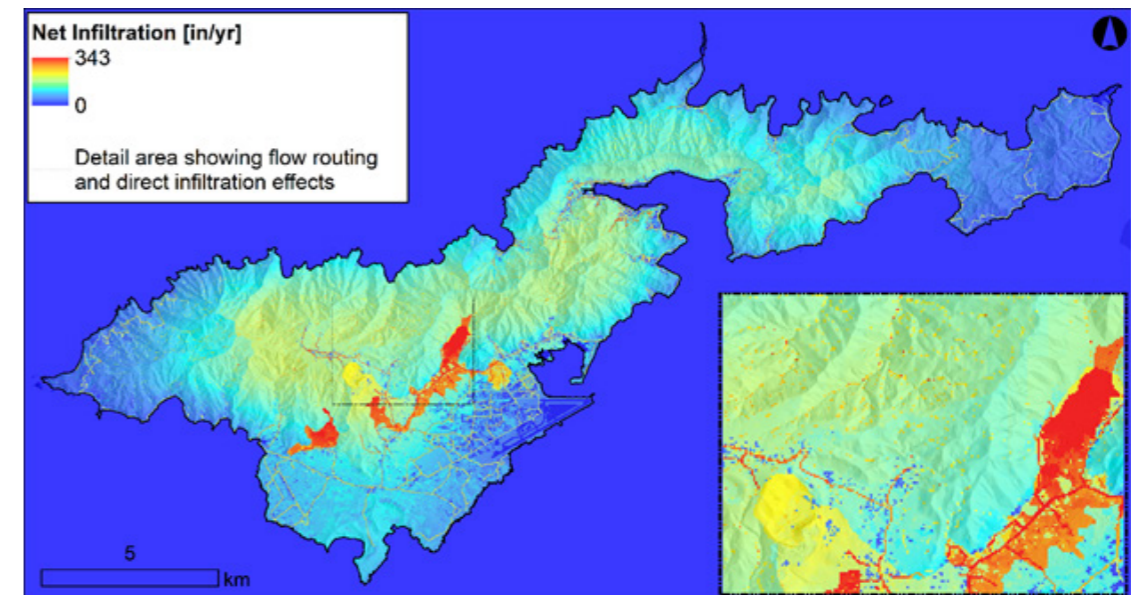 Net Infiltration [in/yr]
343
0
Detail area showing flow routing
and direct infiltration effects
5
km